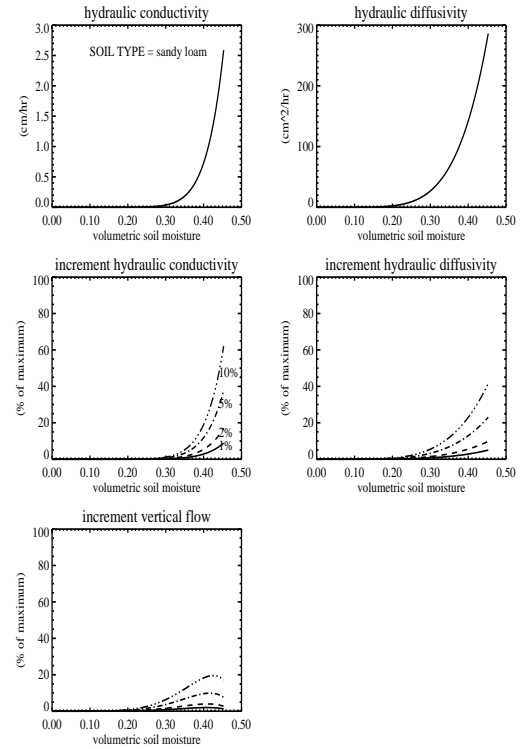 hydraulic conductivity
3.0
2.5
2.0
1.5
1.0
0.5
0.0
(cm/hr)
SOIL TYPE = sandy loam
0.00 0.10 0.20 0.30 0.40 0.50
volumetric soil moisture
hydraulic diffusivity
300
200
100
0
(cm^2/hr)
0.00 0.10 0.20 0.30 0.40 0.50
volumetric soil moisture
increment hydraulic conductivity
100
80
60
40
20
0
(% of maximum)
10%
5%
2%
1%
0.00 0.10 0.20 0.30 0.40 0.50
volumetric soil moisture
increment hydraulic diffusivity
100
80
60
40
20
0
(% of maximum)
0.00 0.10 0.20 0.30 0.40 0.50
volumetric soil moisture
increment vertical flow
100
80
60
40
20
0
(% of maximum)
0.00 0.10 0.20 0.30 0.40 0.50
volumetric soil moisture